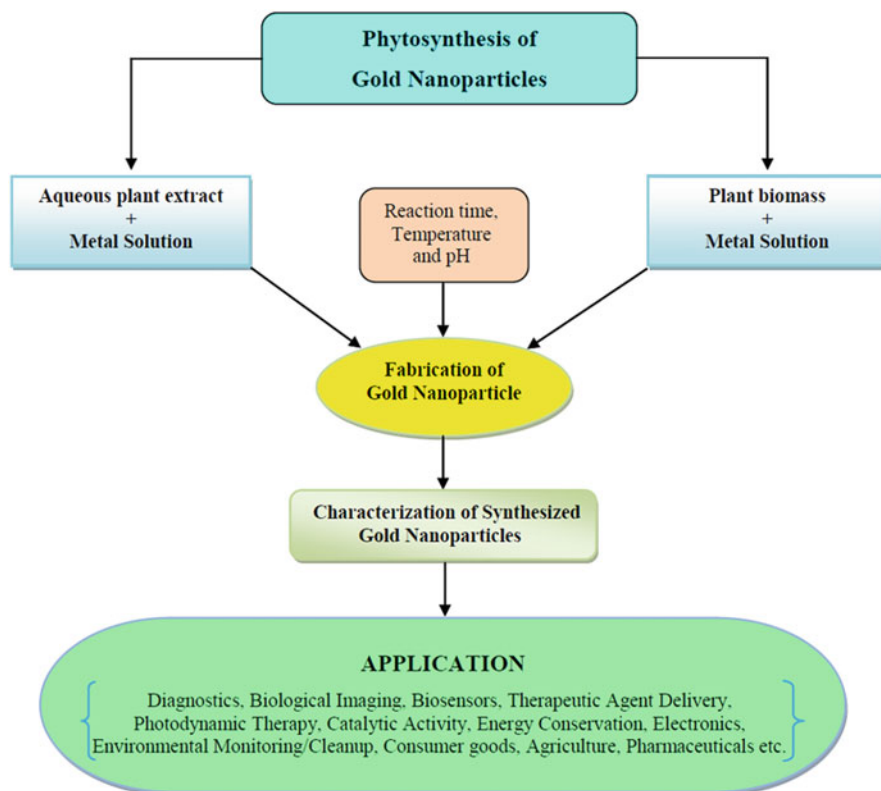 Phytosynthesis of
Gold Nanoparticles
Aqueous plant extract
+
Metal Solution
Reaction time,
Temperature
and pH
Plant biomass
+
Metal Solution
Fabrication of
Gold Nanoparticle
Characterization of Synthesized
Gold Nanoparticles
APPLICATION
Diagnostics, Biological Imaging, Biosensors, Therapeutic Agent Delivery,
Photodynamic Therapy, Catalytic Activity, Energy Conservation, Electronics,
Environmental Monitoring/Cleanup, Consumer goods, Agriculture, Pharmaceuticals etc.